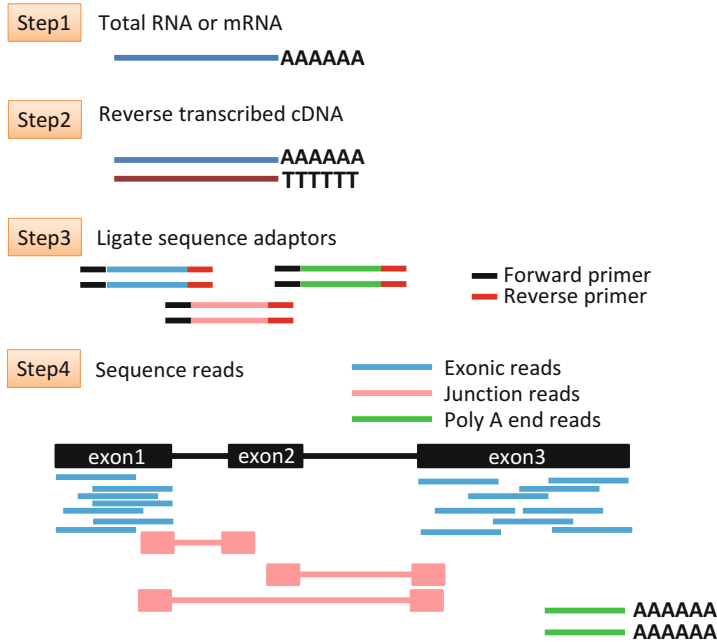 Step1 Total RNA or mRNA
AAAAAA
Step2 Reverse transcribed cDNA
AAAAAA
TTTTTT
Step3 Ligate sequence adaptors
Forward primer
Reverse primer
Step4 Sequence reads
Exonic reads
Junction reads
Poly A end reads
exon1 exon2 exon3
AAAAAA
AAAAAA